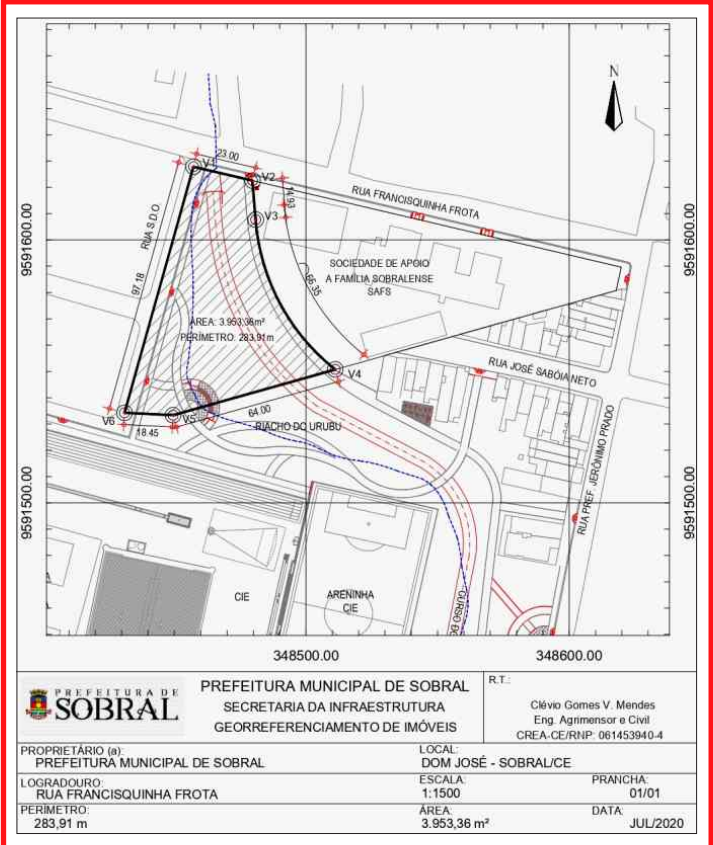 N
V1
23.00
V2
14.93
V3
RUA FRANCISQUINHA FROTA
RUA S.D.O.
9591600.00
9591600.00
SOCIEDADE DE APOIO
A FAMÍLIA SOBRALENSE
SAFS
66.35
97.18
ÁREA: 3.953,36m²
PERÍMETRO: 283,91m
V4
RUA JOSÉ SABÓIA NETO
64.00
V6
V5
18.45
RIACHO DO URUBU
RUA PREF. JERÔNIMO PRADO
9591500.00
9591500.00
CIE
ARENINHA
CIE
CURSO DO
348500.00
348600.00
PREFEITURA DE
SOBRAL
PREFEITURA MUNICIPAL DE SOBRAL
SECRETARIA DA INFRAESTRUTURA
GEORREFERENCIAMENTO DE IMÓVEIS
R.T.:
Clévio Gomes V. Mendes
Eng. Agrimensor e Civil
CREA-CE/RNP: 061453940-4
PROPRIETÁRIO (a):
PREFEITURA MUNICIPAL DE SOBRAL
LOCAL:
DOM JOSÉ - SOBRAL/CE
LOGRADOURO:
RUA FRANCISQUINHA FROTA
ESCALA:
1:1500
PRANCHA:
01/01
PERÍMETRO:
283,91 m
ÁREA:
3.953,36 m²
DATA:
JUL/2020